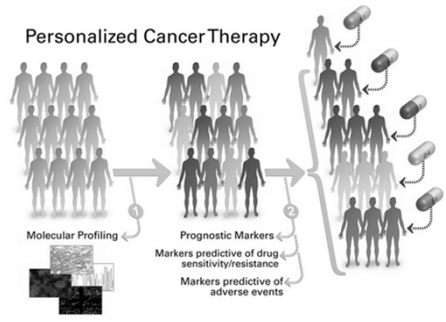 Personalized Cancer Therapy
1
2
Molecular Profiling
Prognostic Markers
Markers predictive of drug
sensitivity/resistance
Markers predictive of
adverse events